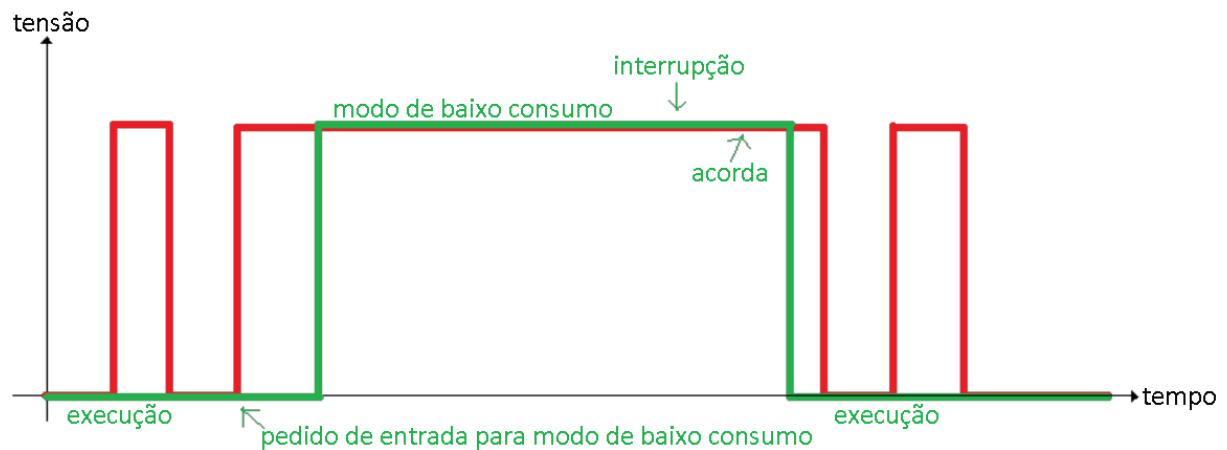 tensão
interrupção
modo de baixo consumo
acorda
tempo
execução
execução
pedido de entrada para modo de baixo consumo